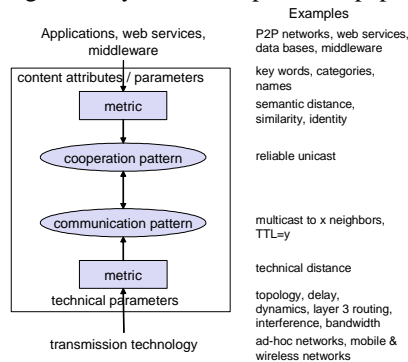 Examples
Applications, web services,
middleware
P2P networks, web services,
data bases, middleware
content attributes / parameters
key words, categories,
names
metric
semantic distance,
similarity, identity
cooperation pattern
reliable unicast
communication pattern
multicast to x neighbors,
TTL=y
metric
technical distance
technical parameters
topology, delay,
dynamics, layer 3 routing,
interference, bandwidth
transmission technology
ad-hoc networks, mobile &
wireless networks